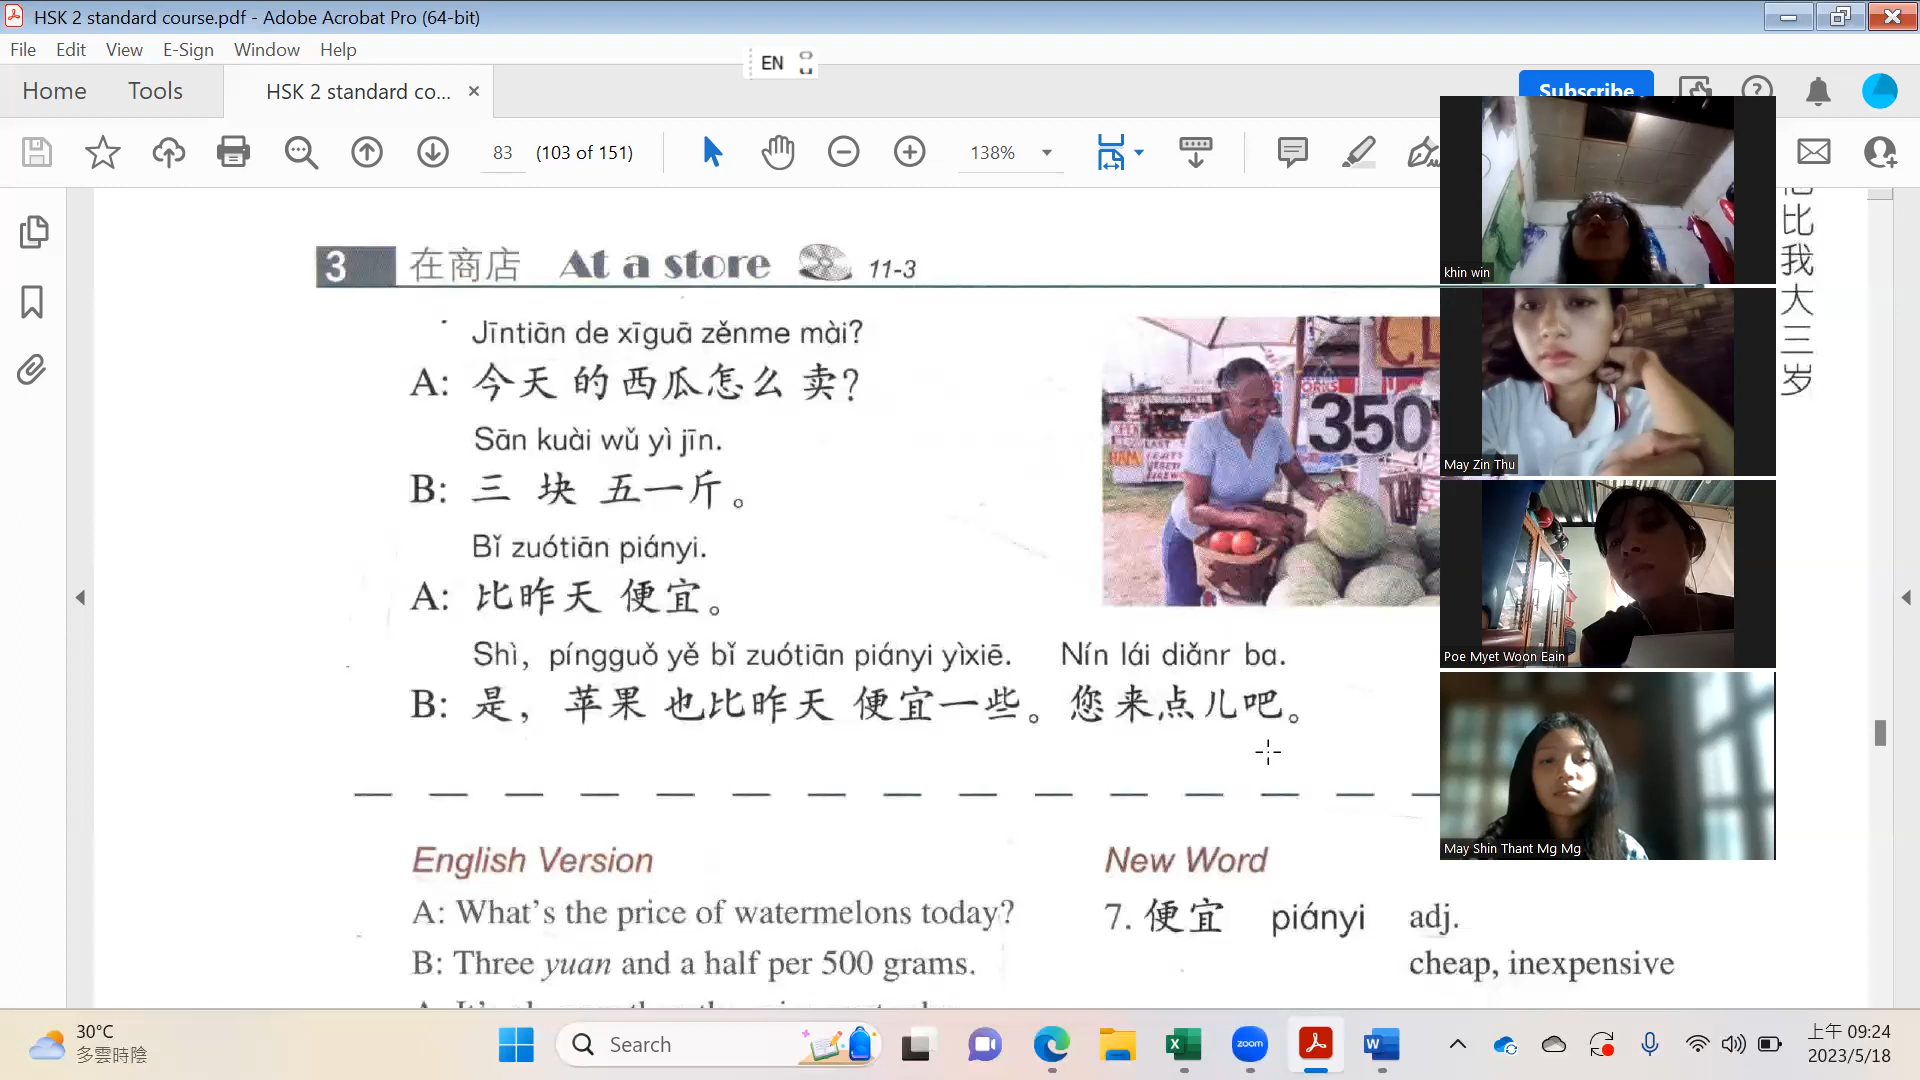 HSK 2 standard course.pdf - Adobe Acrobat Pro (64-bit)
File Edit View E-Sign Window Help
EN
Home Tools HSK 2 standard co... Subscribe
83 (103 of 151) 138%
3 在商店 At a store 11-3
Jīntiān de xīguā zěnme mài?
A: 今天 的 西瓜怎么 卖?
Sān kuài wǔ yì jīn.
B: 三 块 五一斤。
Bǐ zuótiān piányi.
A: 比昨天 便宜。
Shì, píngguǒ yě bǐ zuótiān piányi yìxiē. Nín lái diǎnr ba.
B: 是, 苹果 也比昨天 便宜一些。您来点儿吧。
350
比我大三岁
khin win
May Zin Thu
Poe Myet Woon Eain
May Shin Thant Mg Mg
English Version
A: What's the price of watermelons today?
B: Three yuan and a half per 500 grams.
New Word
7. 便宜 piányi adj.
cheap, inexpensive
30°C
多雲時陰
Search
zoom
上午 09:24
2023/5/18